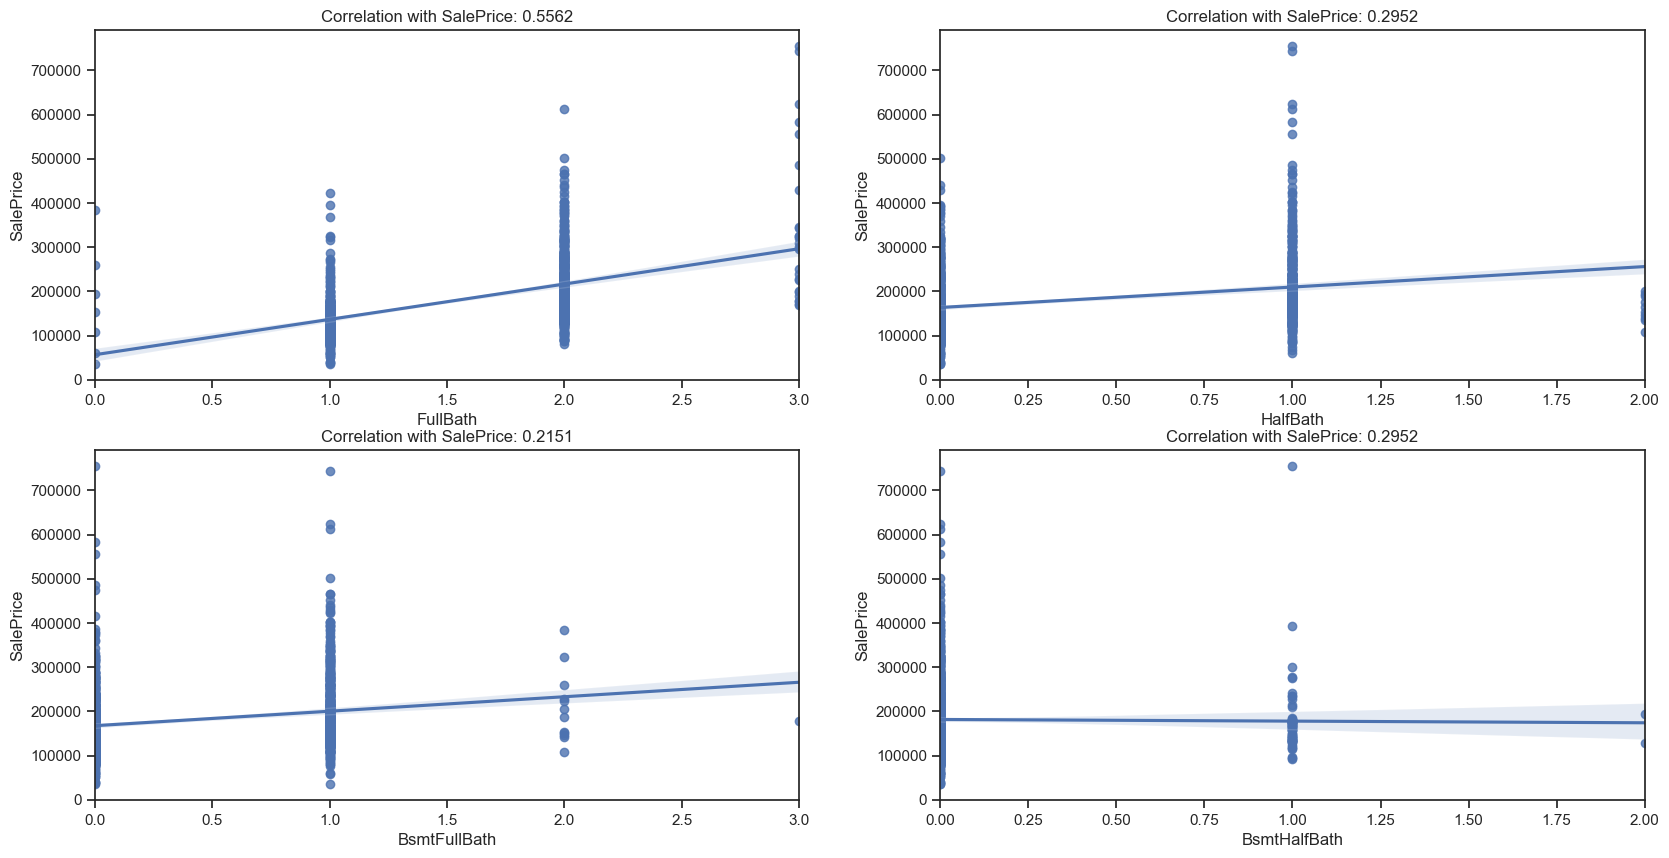 Correlation with SalePrice: 0.5562
SalePrice
700000
600000
500000
400000
300000
200000
100000
0
0.0 0.5 1.0 1.5 2.0 2.5 3.0
FullBath
Correlation with SalePrice: 0.2952
SalePrice
700000
600000
500000
400000
300000
200000
100000
0
0.00 0.25 0.50 0.75 1.00 1.25 1.50 1.75 2.00
HalfBath
Correlation with SalePrice: 0.2151
SalePrice
700000
600000
500000
400000
300000
200000
100000
0
0.0 0.5 1.0 1.5 2.0 2.5 3.0
BsmtFullBath
Correlation with SalePrice: 0.2952
SalePrice
700000
600000
500000
400000
300000
200000
100000
0
0.00 0.25 0.50 0.75 1.00 1.25 1.50 1.75 2.00
BsmtHalfBath